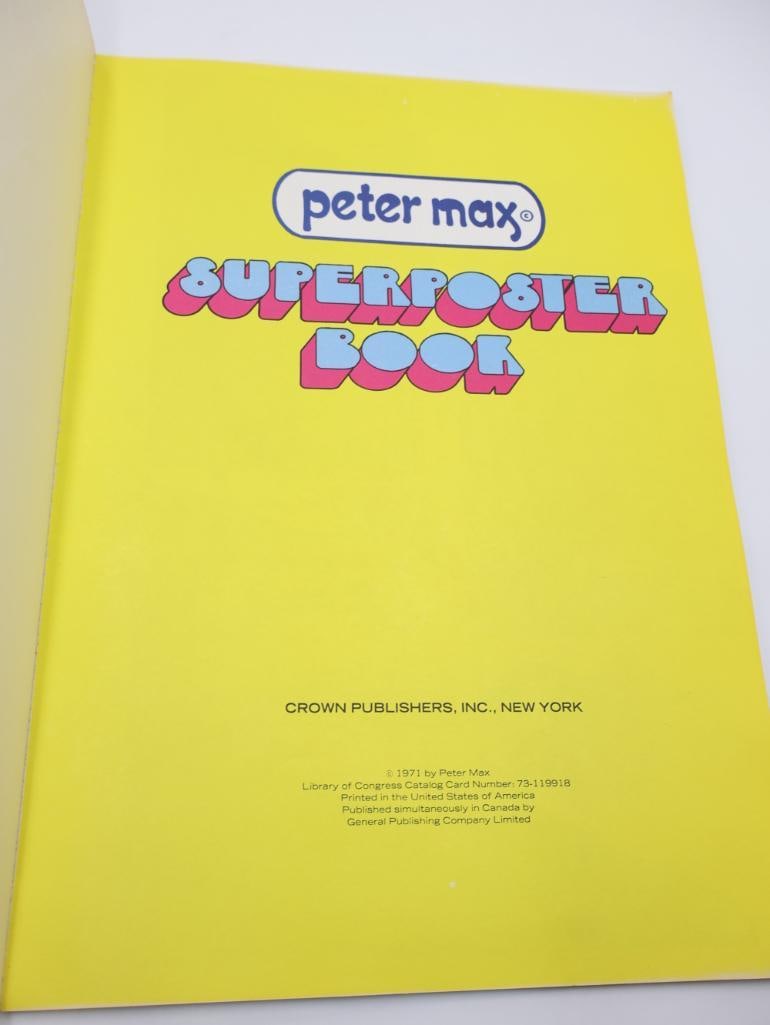 peter max ©
SUPERPOSTER
BOOK
CROWN PUBLISHERS, INC., NEW YORK
© 1971 by Peter Max
Library of Congress Catalog Card Number: 73-119918
Printed in the United States of America
Published simultaneously in Canada by
General Publishing Company Limited